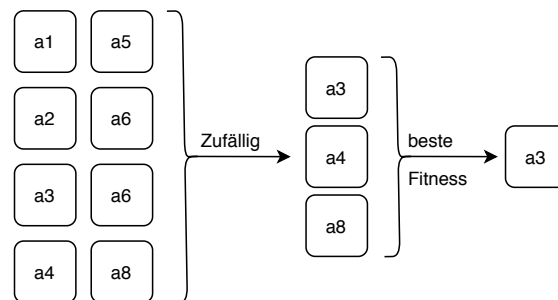 a1 a5
a2 a6
a3 a6
a4 a8
Zufällig
a3
a4
a8
beste
Fitness
a3